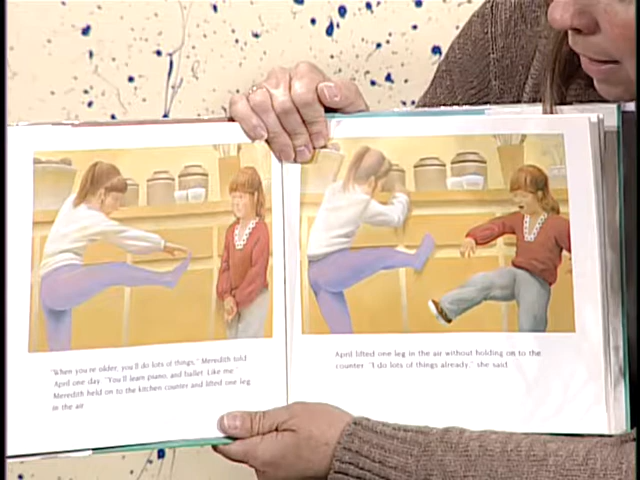 "When you're older, you'll do lots of things," Meredith told
April one day. "You'll learn piano, and ballet. Like me."
Meredith held on to the kitchen counter and lifted one leg
in the air.
April lifted one leg in the air without holding on to the
counter. "I do lots of things already," she said.